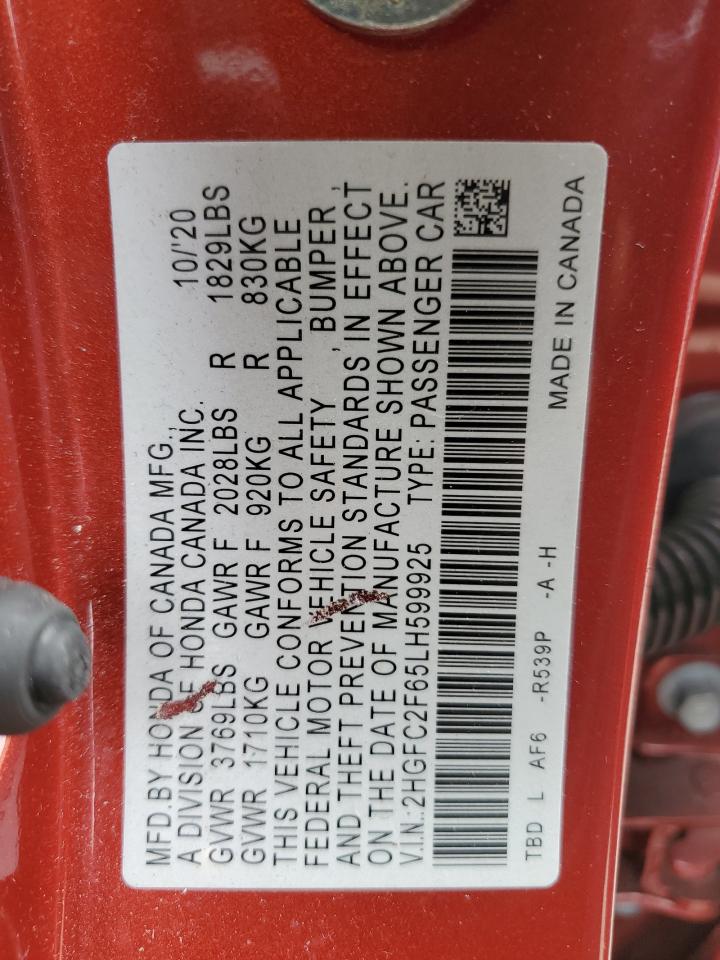 MFD.BY HONDA OF CANADA MFG., 10/'20
A DIVISION OF HONDA CANADA INC.
GVWR 3769LBS GAWR F 2028LBS R 1829LBS
GVWR 1710KG GAWR F 920KG R 830KG
THIS VEHICLE CONFORMS TO ALL APPLICABLE
FEDERAL MOTOR VEHICLE SAFETY , BUMPER ,
AND THEFT PREVENTION STANDARDS IN EFFECT
ON THE DATE OF MANUFACTURE SHOWN ABOVE.
V.I.N.:2HGFC2F65LH599925 TYPE: PASSENGER CAR
TBD L AF6 -R539P -A -H MADE IN CANADA